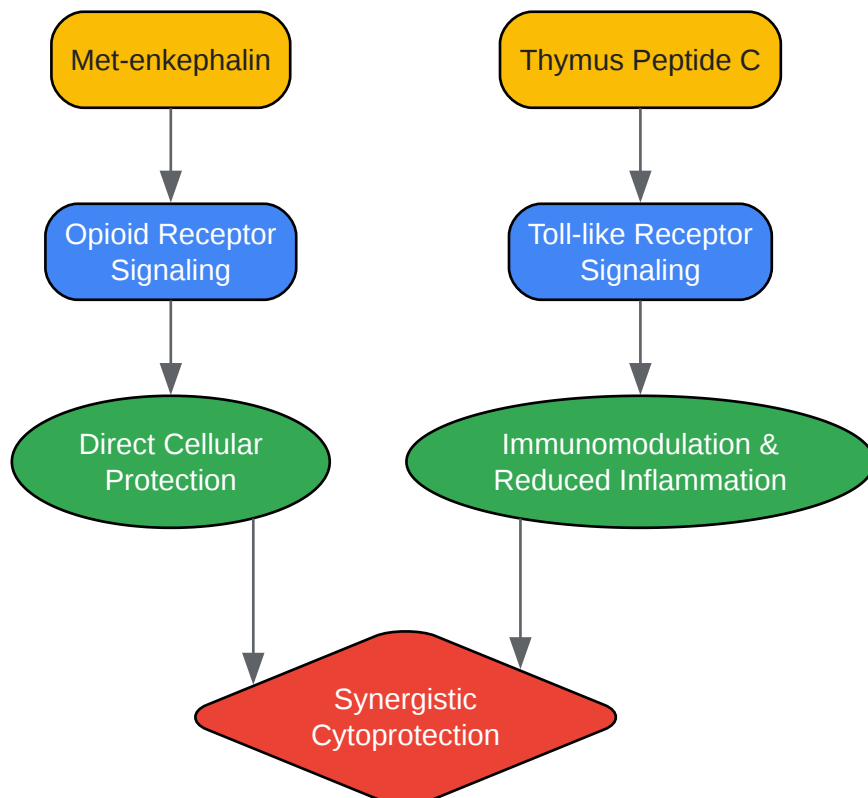 Met-enkephalin
Thymus Peptide C
Opioid Receptor
Signaling
Toll-like Receptor
Signaling
Direct Cellular
Protection
Immunomodulation &
Reduced Inflammation
Synergistic
Cytoprotection